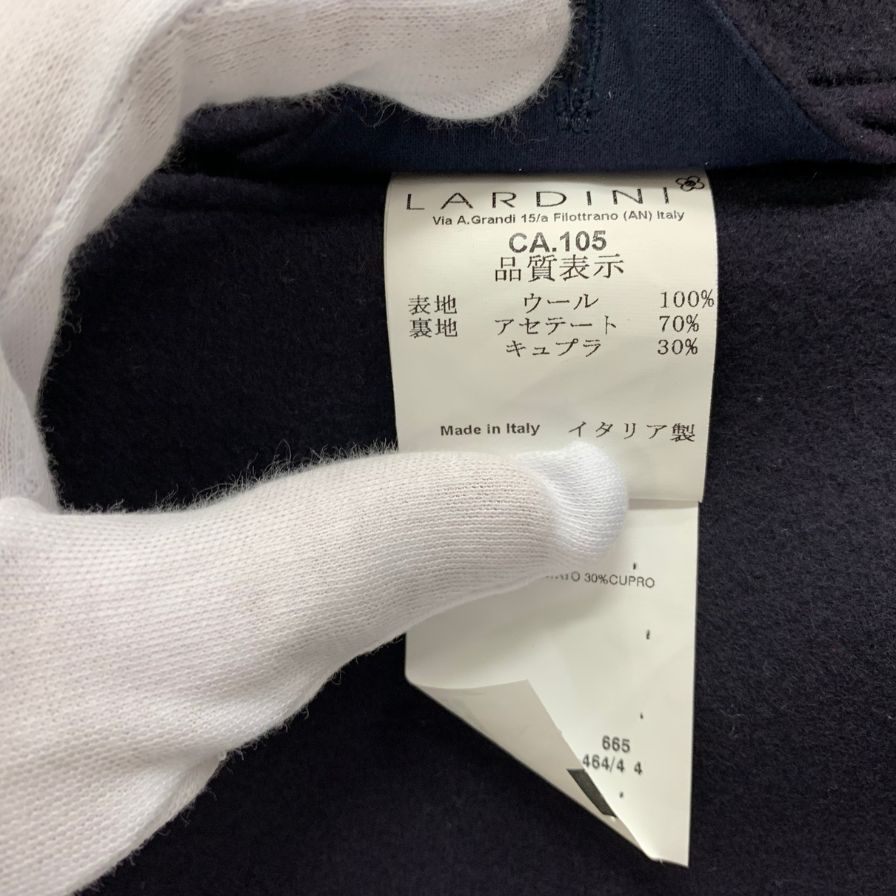 LARDINI
Via A.Grandi 15/a Filottrano (AN) Italy
CA.105
品質表示
表地 ウール 100%
裏地 アセテート 70%
キュプラ 30%
Made in Italy イタリア製
30%CUPRO
665
464/4 4